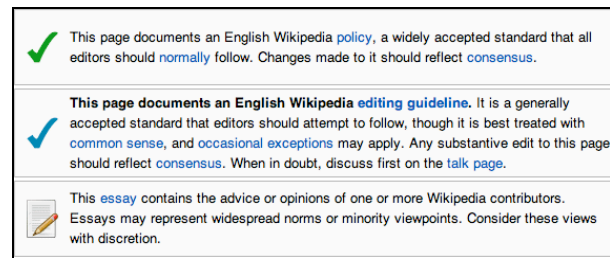 This page documents an English Wikipedia policy, a widely accepted standard that all
editors should normally follow. Changes made to it should reflect consensus.
This page documents an English Wikipedia editing guideline. It is a generally
accepted standard that editors should attempt to follow, though it is best treated with
common sense, and occasional exceptions may apply. Any substantive edit to this page
should reflect consensus. When in doubt, discuss first on the talk page.
This essay contains the advice or opinions of one or more Wikipedia contributors.
Essays may represent widespread norms or minority viewpoints. Consider these views
with discretion.